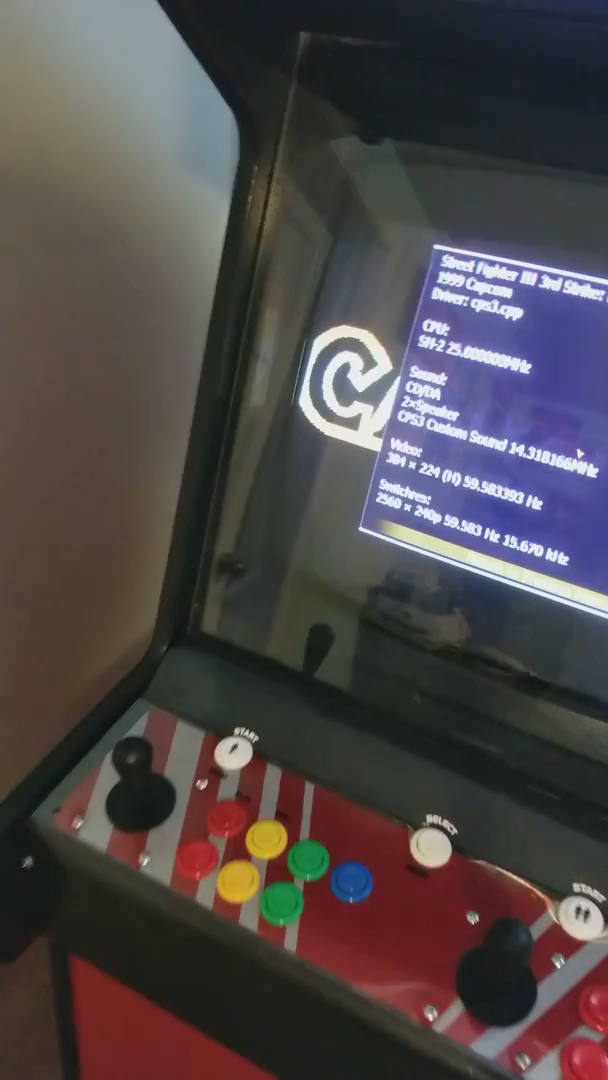 Street Fighter III 3rd Strike:
1999 Capcom
Driver: cps3.cpp
CPU:
SH-2 25.000000MHz
Sound:
CD/DA
2×Speaker
CPS3 Custom Sound 14.318166MHz
Video:
384 × 224 (H) 59.583393 Hz
Switchres:
2560 × 240p 59.583 Hz 15.670 kHz
CA
START
SELECT
START